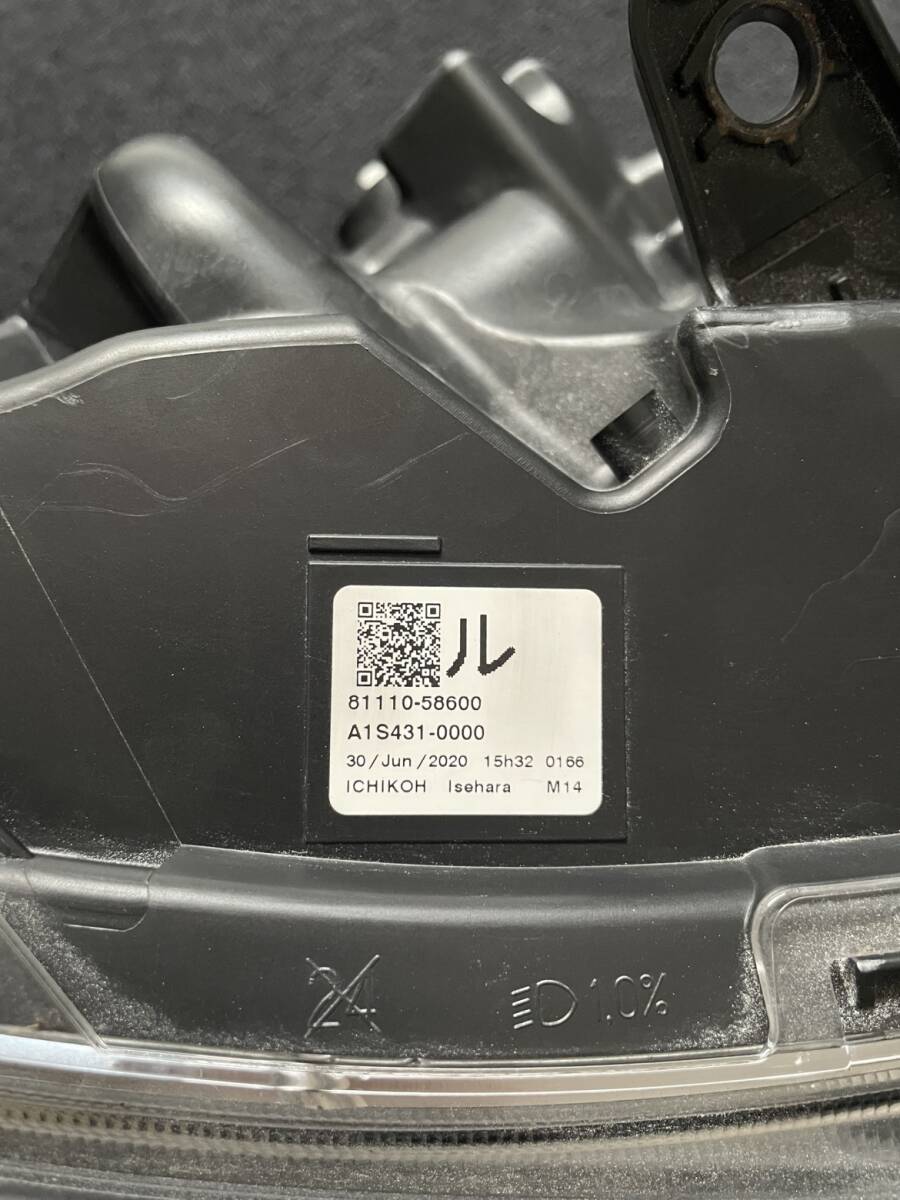 ル
81110-58600
A1S431-0000
30/Jun/2020 15h32 0166
ICHIKOH Isehara M14
24
1.0%